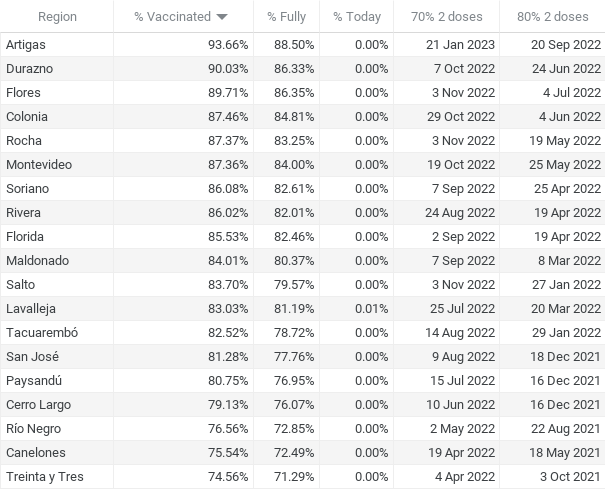 Region % Vaccinated % Fully % Today 70% 2 doses 80% 2 doses
Artigas 93.66% 88.50% 0.00% 21 Jan 2023 20 Sep 2022
Durazno 90.03% 86.33% 0.00% 7 Oct 2022 24 Jun 2022
Flores 89.71% 86.35% 0.00% 3 Nov 2022 4 Jul 2022
Colonia 87.46% 84.81% 0.00% 29 Oct 2022 4 Jun 2022
Rocha 87.37% 83.25% 0.00% 3 Nov 2022 19 May 2022
Montevideo 87.36% 84.00% 0.00% 19 Oct 2022 25 May 2022
Soriano 86.08% 82.61% 0.00% 7 Sep 2022 25 Apr 2022
Rivera 86.02% 82.01% 0.00% 24 Aug 2022 19 Apr 2022
Florida 85.53% 82.46% 0.00% 2 Sep 2022 19 Apr 2022
Maldonado 84.01% 80.37% 0.00% 7 Sep 2022 8 Mar 2022
Salto 83.70% 79.57% 0.00% 3 Nov 2022 27 Jan 2022
Lavalleja 83.03% 81.19% 0.01% 25 Jul 2022 20 Mar 2022
Tacuarembó 82.52% 78.72% 0.00% 14 Aug 2022 29 Jan 2022
San José 81.28% 77.76% 0.00% 9 Aug 2022 18 Dec 2021
Paysandú 80.75% 76.95% 0.00% 15 Jul 2022 16 Dec 2021
Cerro Largo 79.13% 76.07% 0.00% 10 Jun 2022 16 Dec 2021
Río Negro 76.56% 72.85% 0.00% 2 May 2022 22 Aug 2021
Canelones 75.54% 72.49% 0.00% 19 Apr 2022 18 May 2021
Treinta y Tres 74.56% 71.29% 0.00% 4 Apr 2022 3 Oct 2021